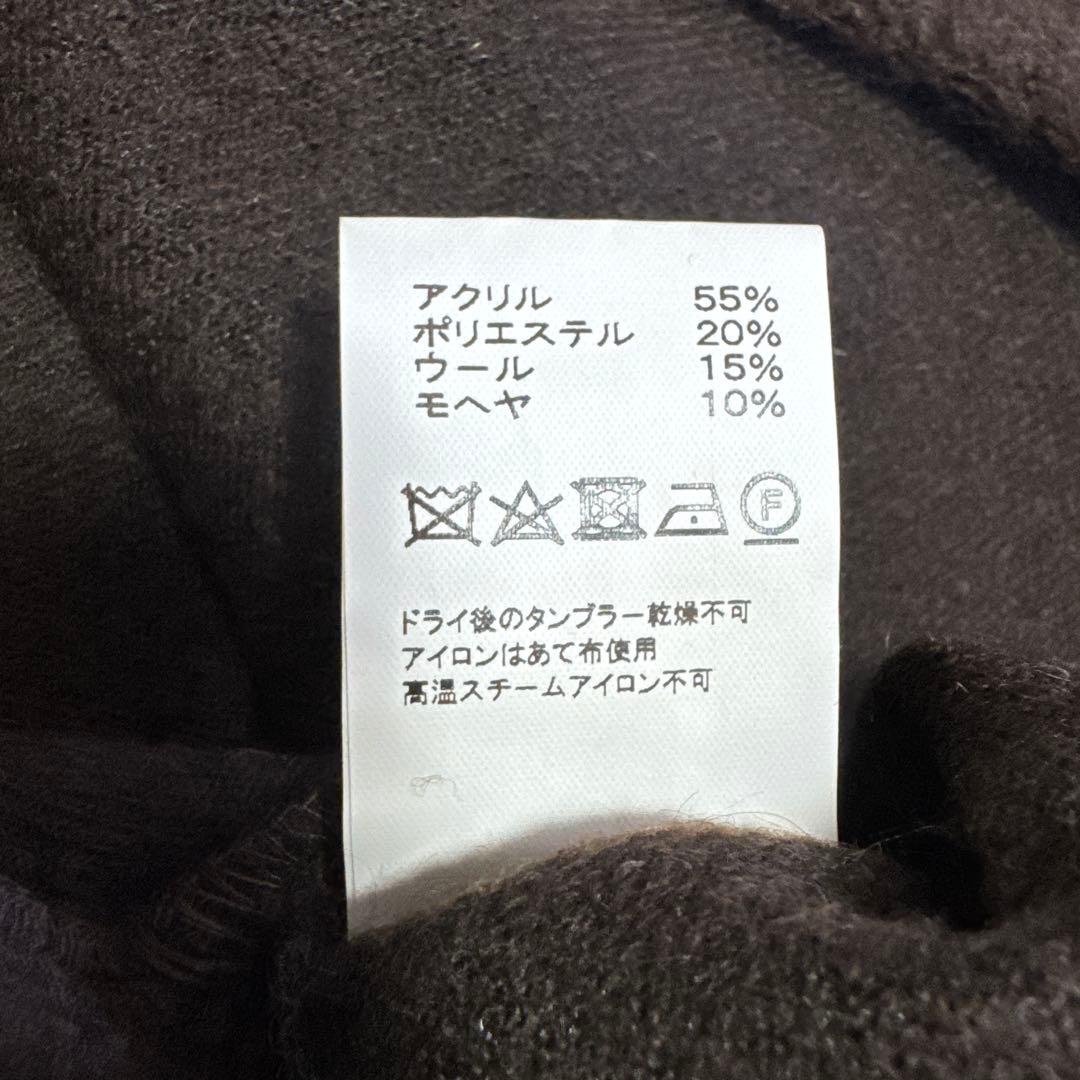 アクリル 55%
ポリエステル 20%
ウール 15%
モヘヤ 10%
F
ドライ後のタンブラー乾燥不可
アイロンはあて布使用
高温スチームアイロン不可